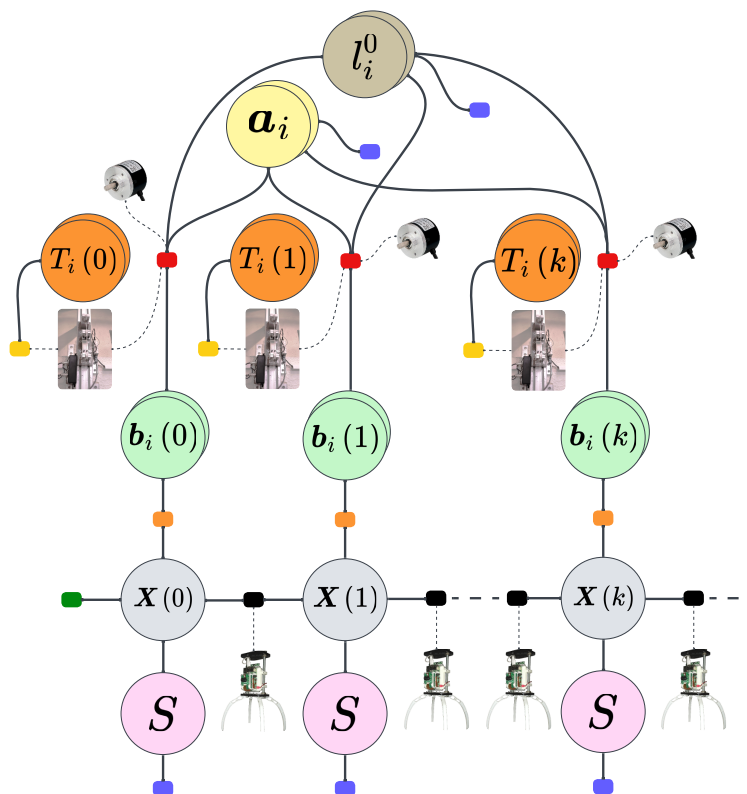 l_i^0
a_i
T_i (0)
T_i (1)
T_i (k)
b_i (0)
b_i (1)
b_i (k)
X (0)
X (1)
X (k)
S
S
S